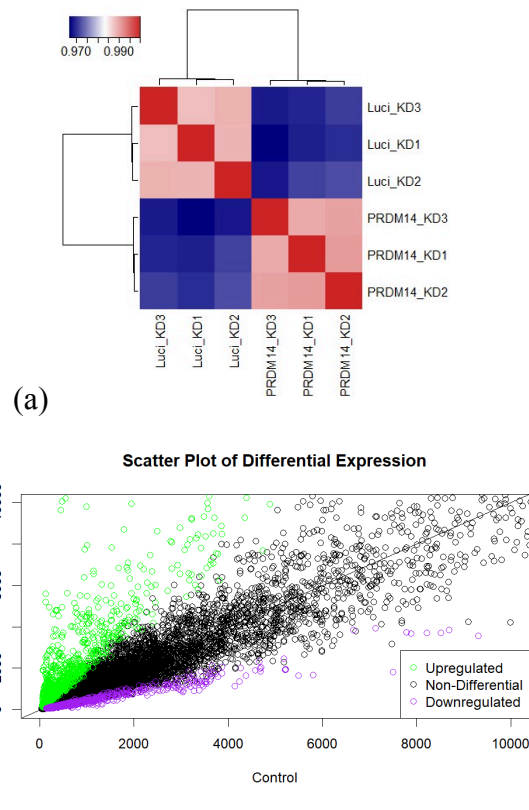 0.970 0.990
Luci_KD3
Luci_KD1
Luci_KD2
PRDM14_KD3
PRDM14_KD1
PRDM14_KD2
Luci_KD3
Luci_KD1
Luci_KD2
PRDM14_KD3
PRDM14_KD1
PRDM14_KD2
(a)
Scatter Plot of Differential Expression
Upregulated
Non-Differential
Downregulated
0 2000 4000 6000 8000 10000
Control